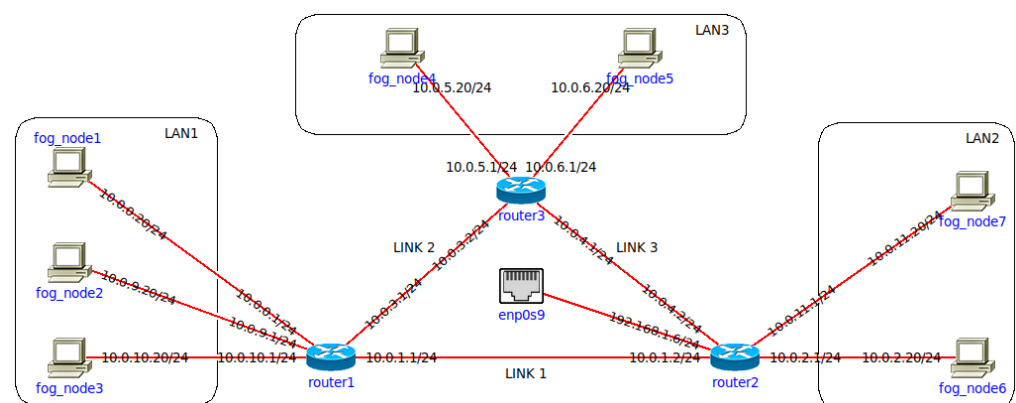 LAN3
fog_node4
fog_node5
10.0.5.20/24
10.0.6.20/24
LAN1
fog_node1
LAN2
10.0.5.1/24
10.0.6.1/24
router3
10.0.0.20/24
fog_node7
10.0.11.20/24
LINK 2
10.0.3.2/24
10.0.4.1/24
LINK 3
fog_node2
10.0.9.20/24
10.0.0.1/24
10.0.3.1/24
enp0s9
10.0.4.2/24
192.168.1.6/24
10.0.11.1/24
10.0.9.1/24
10.0.10.20/24
10.0.10.1/24
10.0.1.1/24
10.0.1.2/24
10.0.2.1/24
10.0.2.20/24
LINK 1
router1
router2
fog_node3
fog_node6